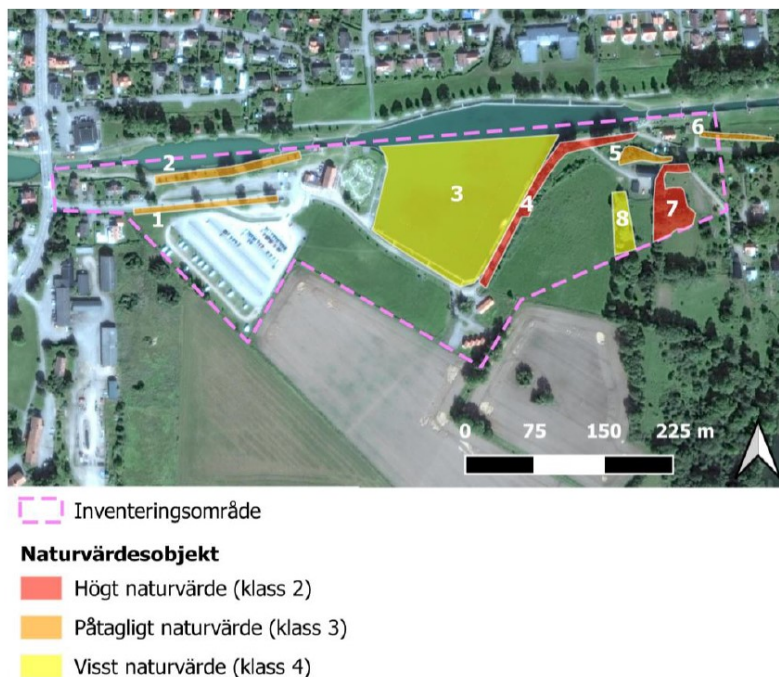 6
2
5
3
4
8
7
1
0 75 150 225 m
Inventeringsområde
Naturvärdesobjekt
Högt naturvärde (klass 2)
Påtagligt naturvärde (klass 3)
Visst naturvärde (klass 4)